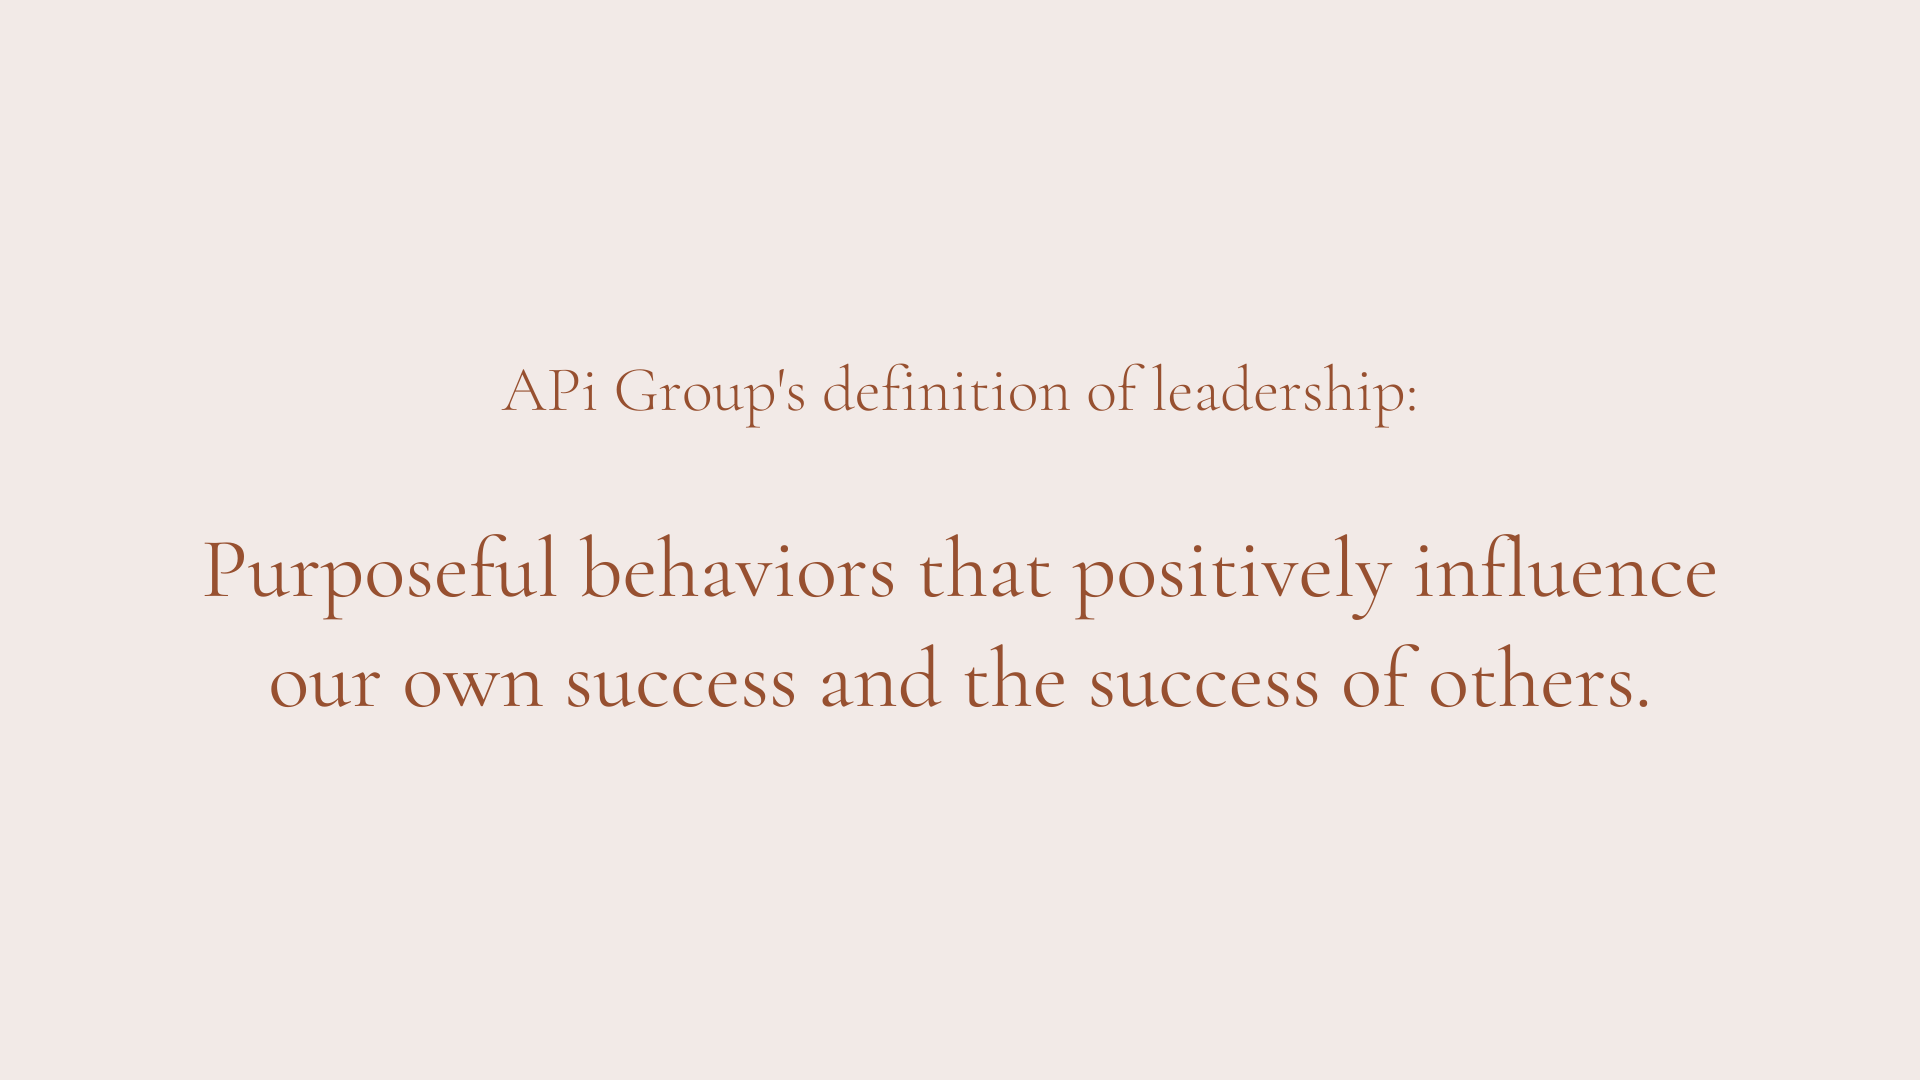 APi Group's definition of leadership:
Purposeful behaviors that positively influence
our own success and the success of others.